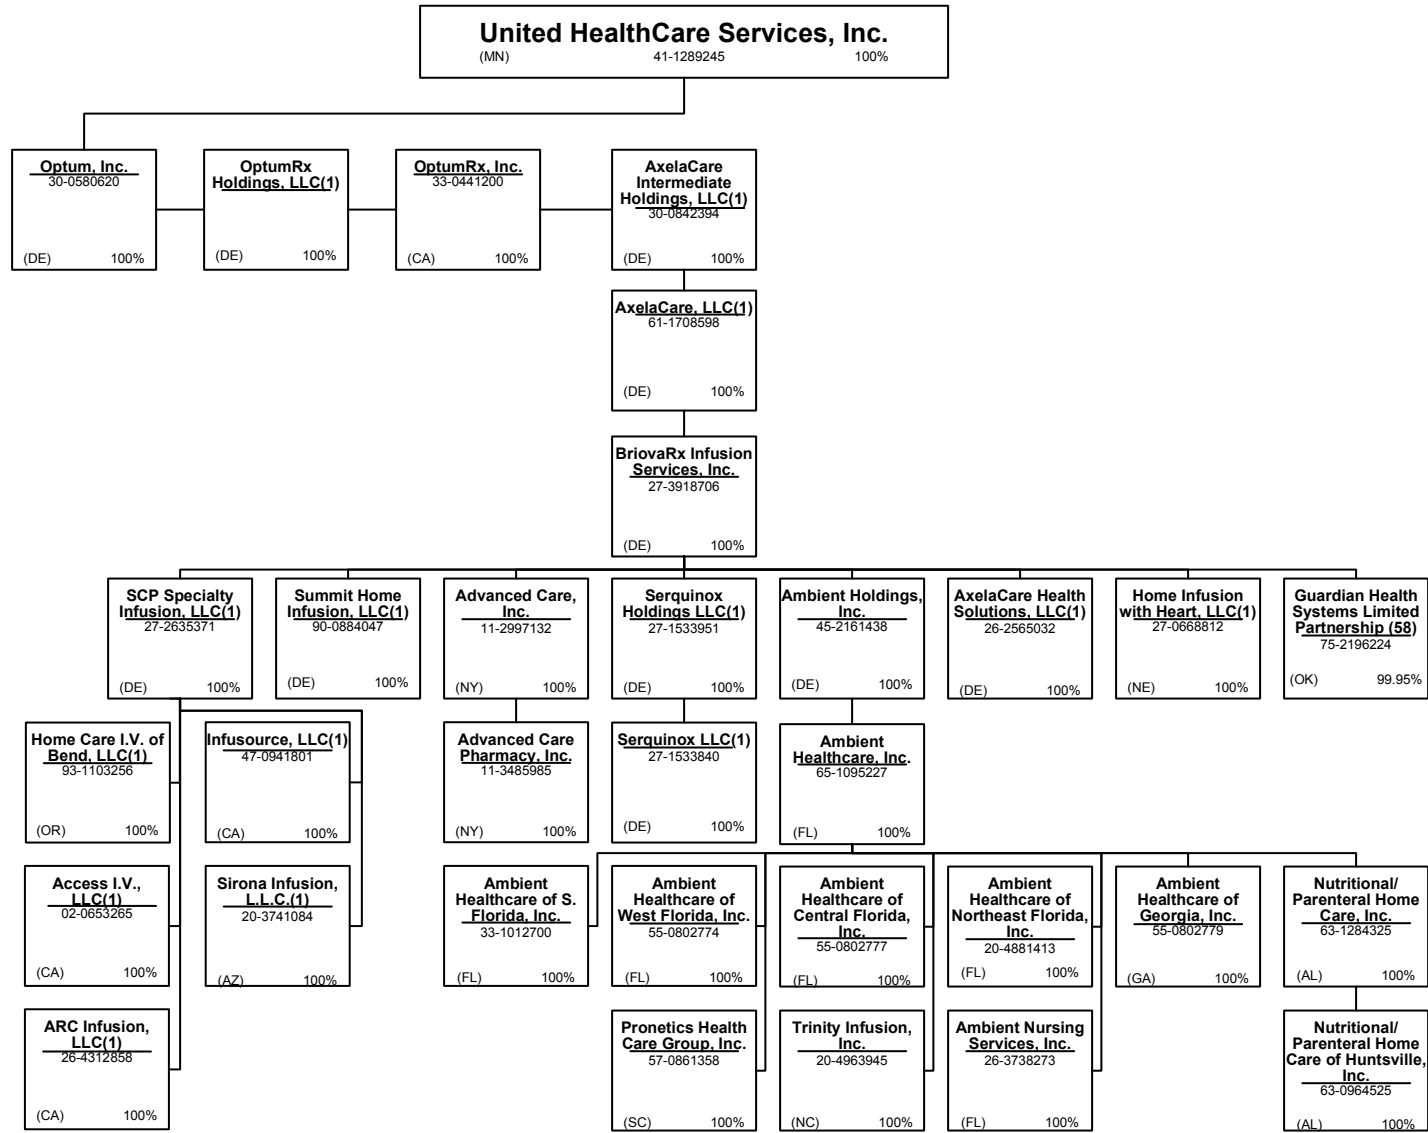 United HealthCare Services, Inc.
(MN) 41-1289245 100%
Optum, Inc.
30-0580620
(DE) 100%
OptumRx
Holdings, LLC(1)
(DE) 100%
OptumRx, Inc.
33-0441200
(CA) 100%
AxelaCare
Intermediate
Holdings, LLC(1)
30-0842394
(DE) 100%
AxelaCare, LLC(1)
61-1708598
(DE) 100%
BriovaRx Infusion
Services, Inc.
27-3918706
(DE) 100%
SCP Specialty
Infusion, LLC(1)
27-2635371
(DE) 100%
Summit Home
Infusion, LLC(1)
90-0884047
(DE) 100%
Advanced Care,
Inc.
11-2997132
(NY) 100%
Serquinox
Holdings LLC(1)
27-1533951
(DE) 100%
Ambient Holdings,
Inc.
45-2161438
(DE) 100%
AxelaCare Health
Solutions, LLC(1)
26-2565032
(DE) 100%
Home Infusion
with Heart, LLC(1)
27-0668812
(NE) 100%
Guardian Health
Systems Limited
Partnership (58)
75-2196224
(OK) 99.95%
Home Care I.V. of
Bend, LLC(1)
93-1103256
(OR) 100%
Infusource, LLC(1)
47-0941801
(CA) 100%
Advanced Care
Pharmacy, Inc.
11-3485985
(NY) 100%
Serquinox LLC(1)
27-1533840
(DE) 100%
Ambient
Healthcare, Inc.
65-1095227
(FL) 100%
Access I.V.,
LLC(1)
02-0653265
(CA) 100%
Sirona Infusion,
L.L.C.(1)
20-3741084
(AZ) 100%
Ambient
Healthcare of S.
Florida, Inc.
33-1012700
(FL) 100%
Ambient
Healthcare of
West Florida, Inc.
55-0802774
(FL) 100%
Ambient
Healthcare of
Central Florida,
Inc.
55-0802777
(FL) 100%
Ambient
Healthcare of
Northeast Florida,
Inc.
20-4881413
(FL) 100%
Ambient
Healthcare of
Georgia, Inc.
55-0802779
(GA) 100%
Nutritional/
Parenteral Home
Care, Inc.
63-1284325
(AL) 100%
ARC Infusion,
LLC(1)
26-4312858
(CA) 100%
Pronetics Health
Care Group, Inc.
57-0861358
(SC) 100%
Trinity Infusion,
Inc.
20-4963945
(NC) 100%
Ambient Nursing
Services, Inc.
26-3738273
(FL) 100%
Nutritional/
Parenteral Home
Care of Huntsville,
Inc.
63-0964525
(AL) 100%